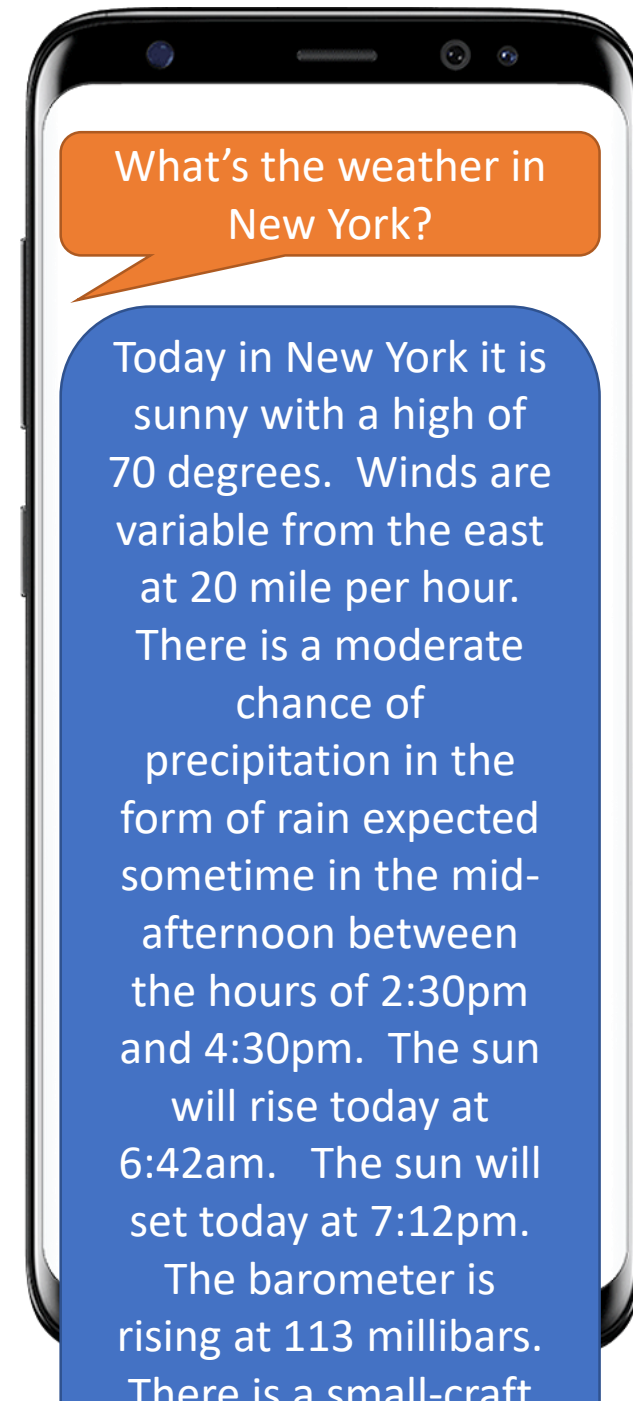 What’s the weather in
New York?
Today in New York it is
sunny with a high of
70 degrees.  Winds are
variable from the east
at 20 mile per hour.
There is a moderate
chance of
precipitation in the
form of rain expected
sometime in the mid-
afternoon between
the hours of 2:30pm
and 4:30pm.  The sun
will rise today at
6:42am.   The sun will
set today at 7:12pm.
The barometer is
rising at 113 millibars.
There is a small-craft